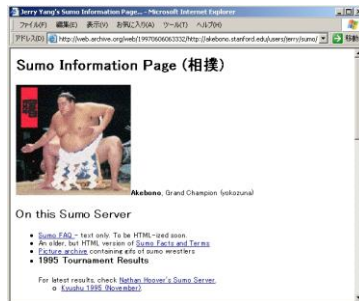 Jerry Yang's Sumo Information Page... - Microsoft Internet Explorer
ファイル(F) 編集(E) 表示(V) お気に入り(A) ツール(T) ヘルプ(H)
アドレス(D) http://web.archive.org/web/19970606063332/http://akebono.stanford.edu/users/jerry/sumo/ 移動
Sumo Information Page (相撲)
Akebono, Grand Champion (yokozuna)
On this Sumo Server
Sumo FAQ - text only. To be HTML-ized soon.
An older, but HTML version of Sumo Facts and Terms
Picture archive containing gifs of sumo wrestlers
1995 Tournament Results
For latest results, check Nathan Hoover's Sumo Server.
Kyushu 1995 (November)